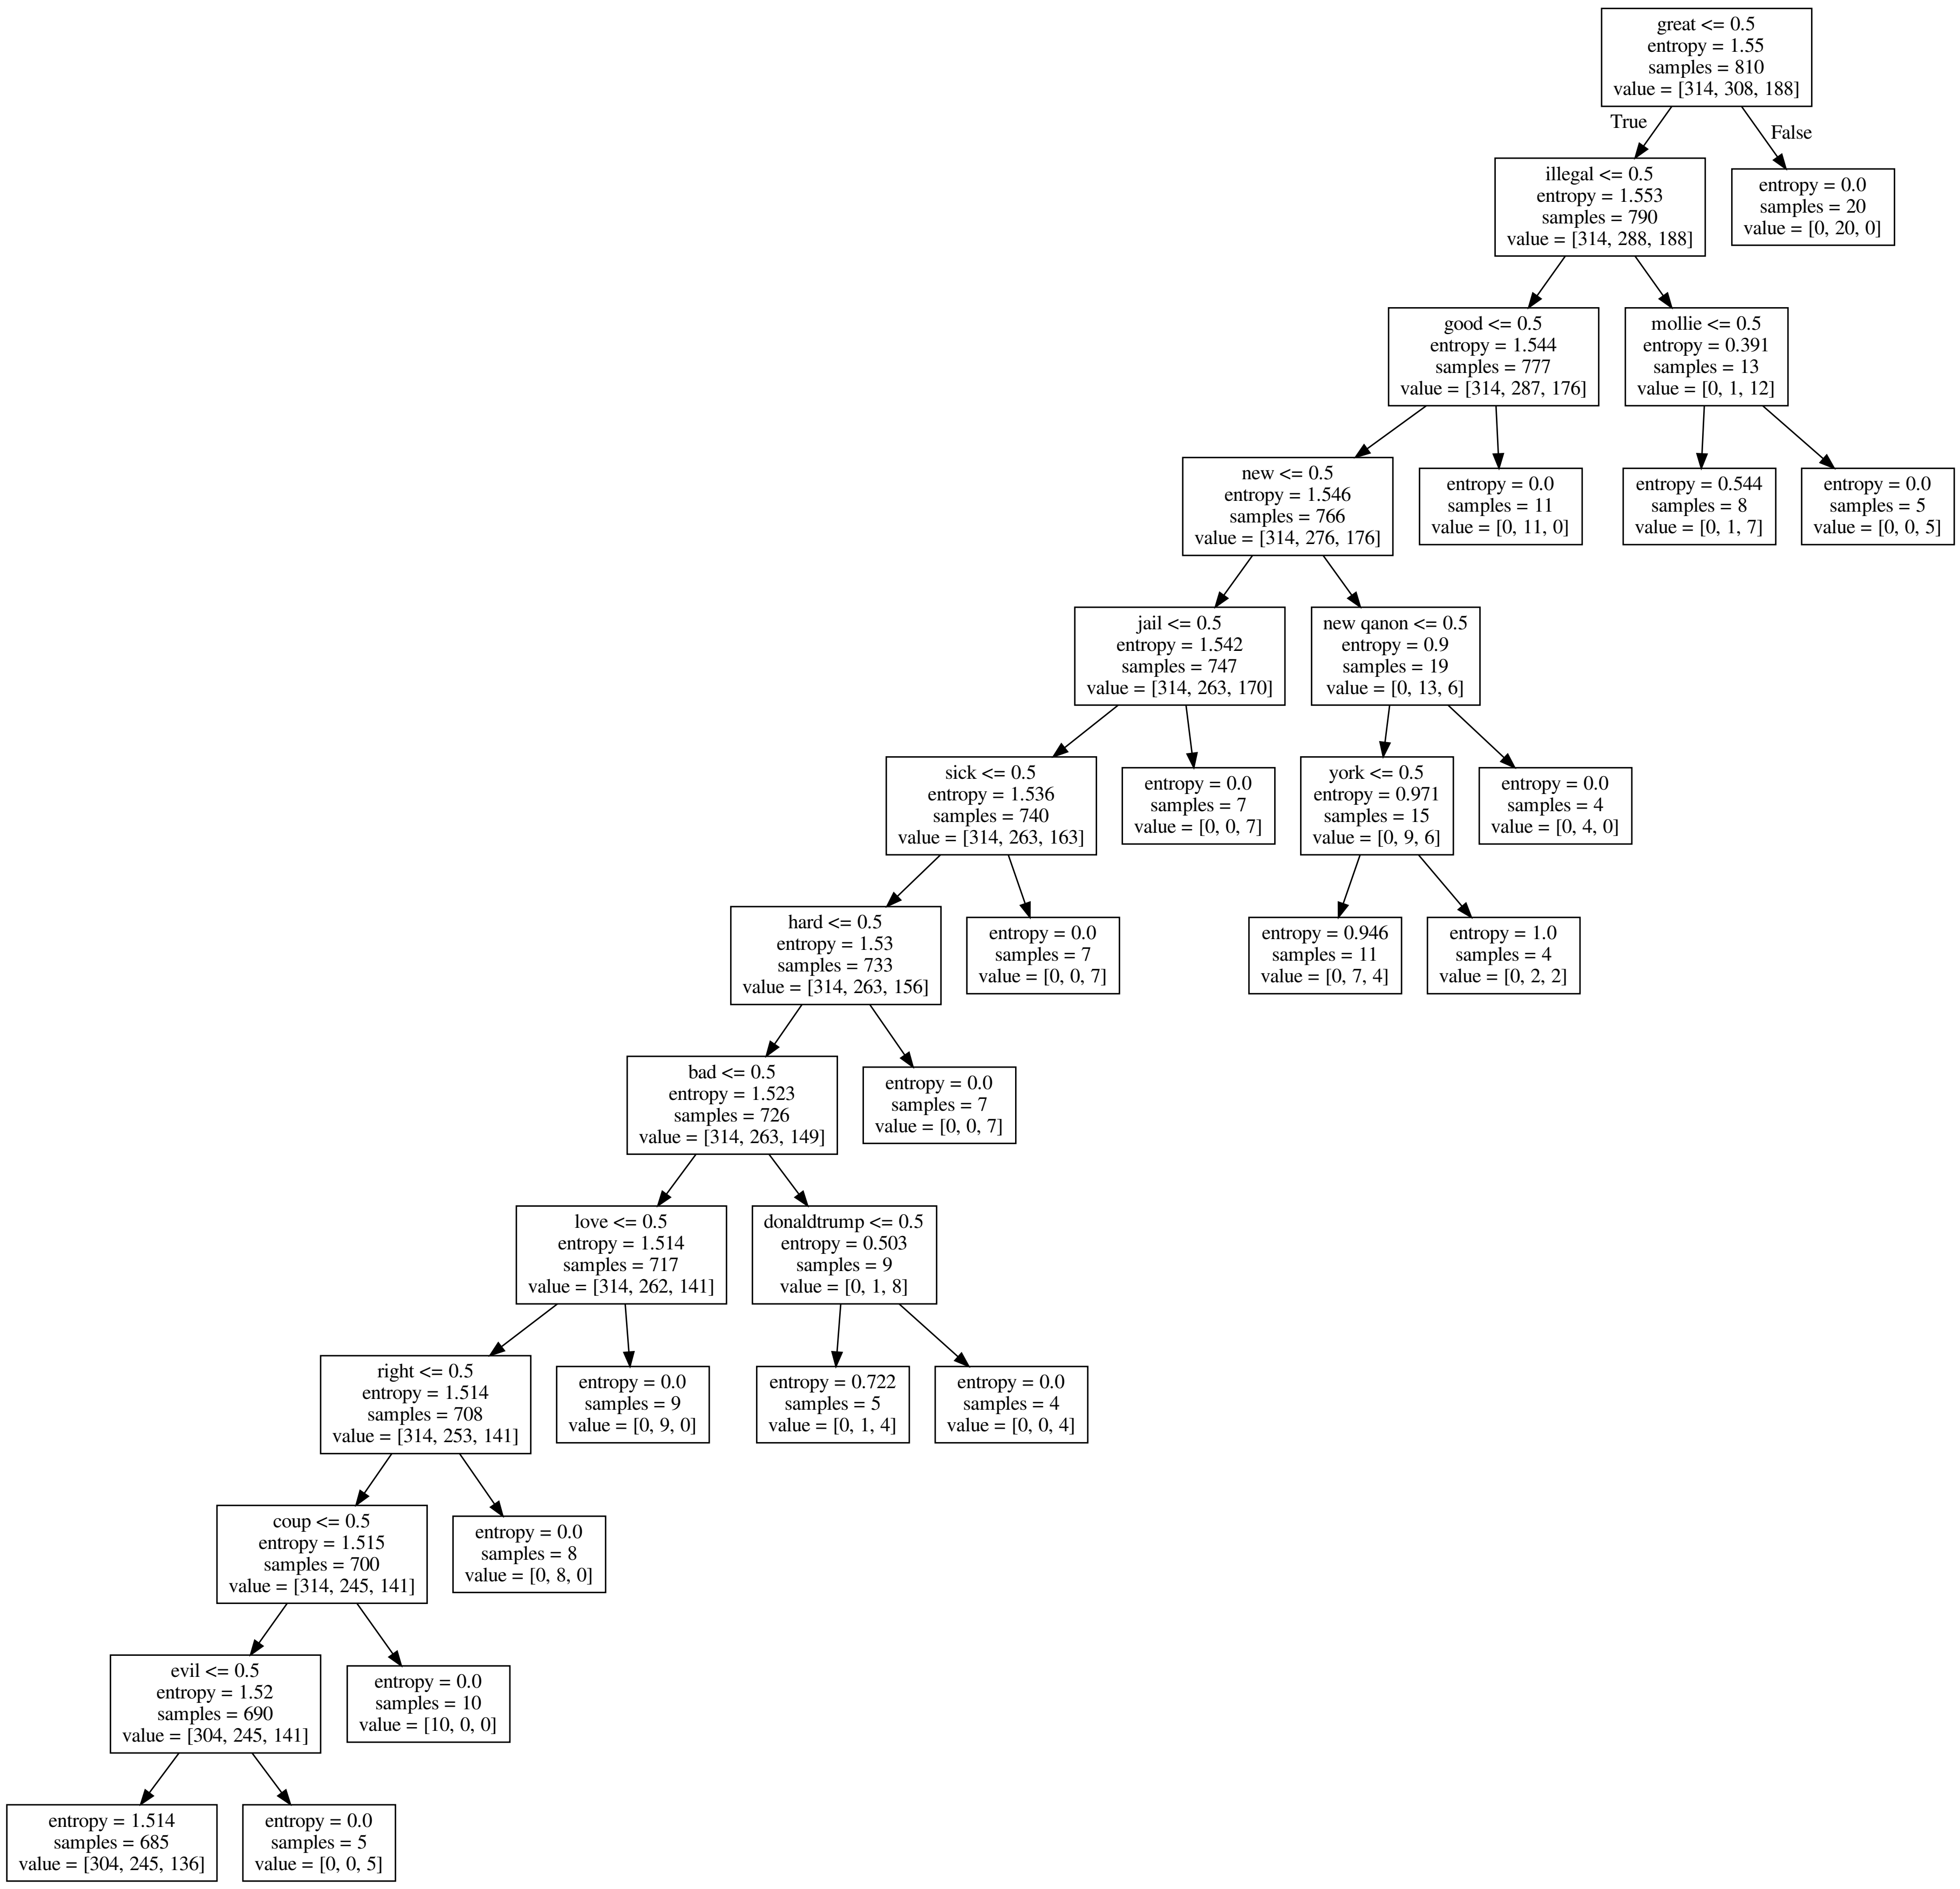 great <= 0.5
entropy = 1.55
samples = 810
value = [314, 308, 188]
True
False
illegal <= 0.5
entropy = 1.553
samples = 790
value = [314, 288, 188]
entropy = 0.0
samples = 20
value = [0, 20, 0]
good <= 0.5
entropy = 1.544
samples = 777
value = [314, 287, 176]
mollie <= 0.5
entropy = 0.391
samples = 13
value = [0, 1, 12]
new <= 0.5
entropy = 1.546
samples = 766
value = [314, 276, 176]
entropy = 0.0
samples = 11
value = [0, 11, 0]
entropy = 0.544
samples = 8
value = [0, 1, 7]
entropy = 0.0
samples = 5
value = [0, 0, 5]
jail <= 0.5
entropy = 1.542
samples = 747
value = [314, 263, 170]
new qanon <= 0.5
entropy = 0.9
samples = 19
value = [0, 13, 6]
sick <= 0.5
entropy = 1.536
samples = 740
value = [314, 263, 163]
entropy = 0.0
samples = 7
value = [0, 0, 7]
york <= 0.5
entropy = 0.971
samples = 15
value = [0, 9, 6]
entropy = 0.0
samples = 4
value = [0, 4, 0]
hard <= 0.5
entropy = 1.53
samples = 733
value = [314, 263, 156]
entropy = 0.0
samples = 7
value = [0, 0, 7]
entropy = 0.946
samples = 11
value = [0, 7, 4]
entropy = 1.0
samples = 4
value = [0, 2, 2]
bad <= 0.5
entropy = 1.523
samples = 726
value = [314, 263, 149]
entropy = 0.0
samples = 7
value = [0, 0, 7]
love <= 0.5
entropy = 1.514
samples = 717
value = [314, 262, 141]
donaldtrump <= 0.5
entropy = 0.503
samples = 9
value = [0, 1, 8]
right <= 0.5
entropy = 1.514
samples = 708
value = [314, 253, 141]
entropy = 0.0
samples = 9
value = [0, 9, 0]
entropy = 0.722
samples = 5
value = [0, 1, 4]
entropy = 0.0
samples = 4
value = [0, 0, 4]
coup <= 0.5
entropy = 1.515
samples = 700
value = [314, 245, 141]
entropy = 0.0
samples = 8
value = [0, 8, 0]
evil <= 0.5
entropy = 1.52
samples = 690
value = [304, 245, 141]
entropy = 0.0
samples = 10
value = [10, 0, 0]
entropy = 1.514
samples = 685
value = [304, 245, 136]
entropy = 0.0
samples = 5
value = [0, 0, 5]